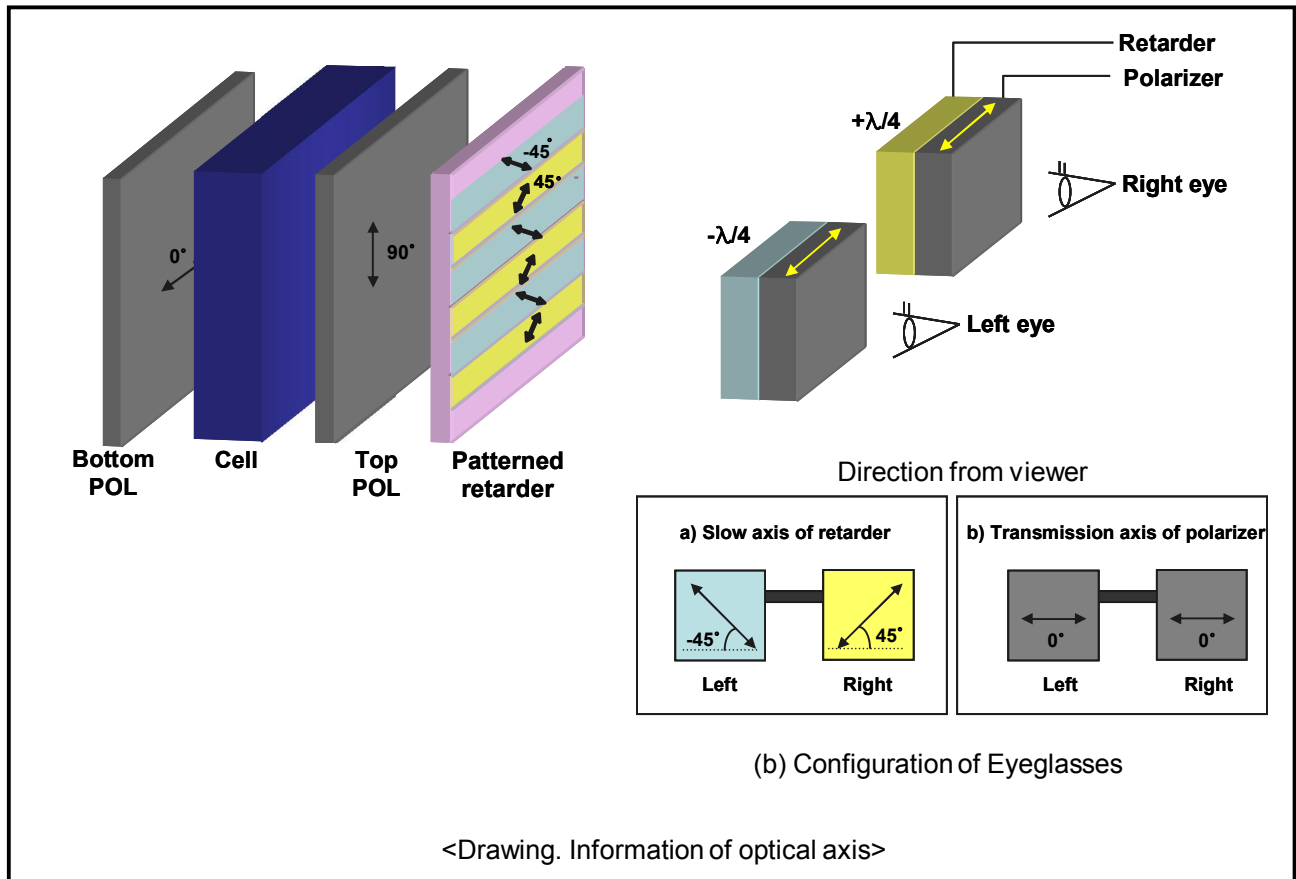 Retarder
Polarizer
+λ/4
Right eye
-λ/4
Left eye
-45°
45°
0°
90°
Bottom
POL
Cell
Top
POL
Patterned
retarder
Direction from viewer
a) Slow axis of retarder
-45°
45°
Left
Right
b) Transmission axis of polarizer
0°
0°
Left
Right
(b) Configuration of Eyeglasses
<Drawing. Information of optical axis>